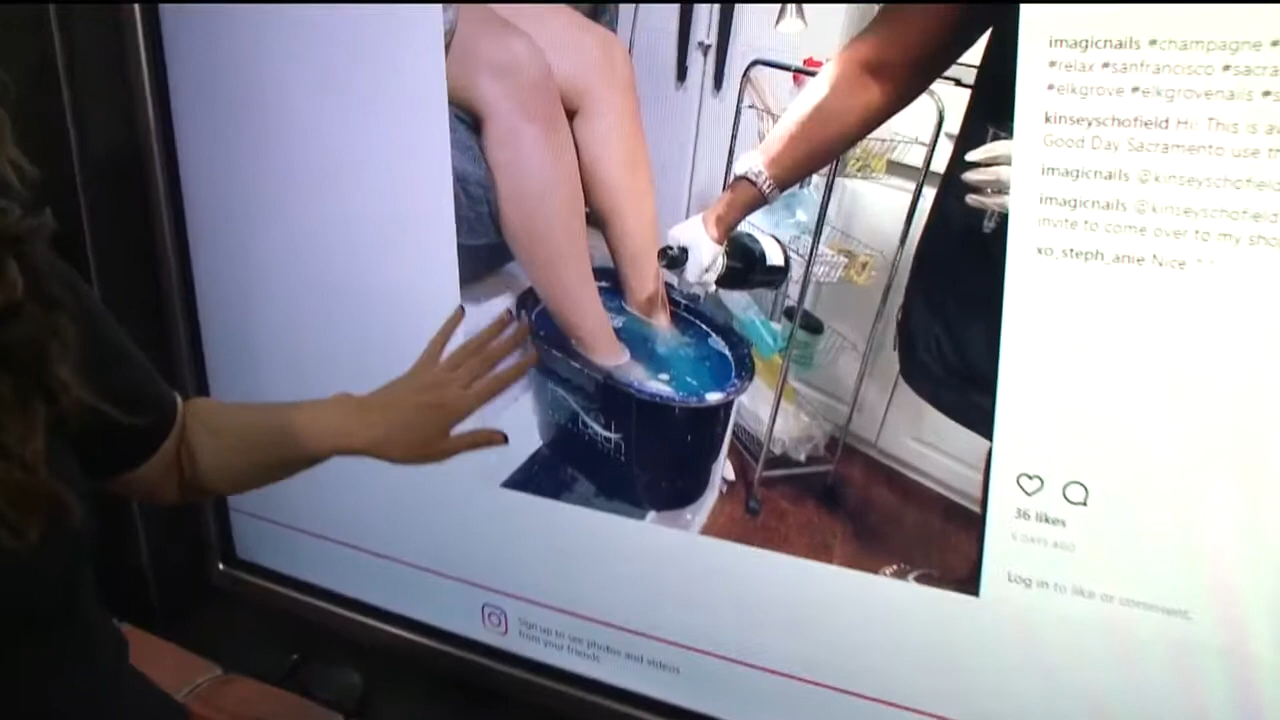 imagicnails #champagne #
#relax #sanfrancisco #sacra
#elkgrove #elkgrovenails #s
kinseyschofield Hi! This is a
Good Day Sacramento use th
imagicnails @kinseyschofield
imagicnails @kinseyschofield
invite to come over to my sho
xo_steph_anie Nice
36 likes
6 DAYS AGO
Log in to like or comment.
Sign up to see photos and videos
from your friends.